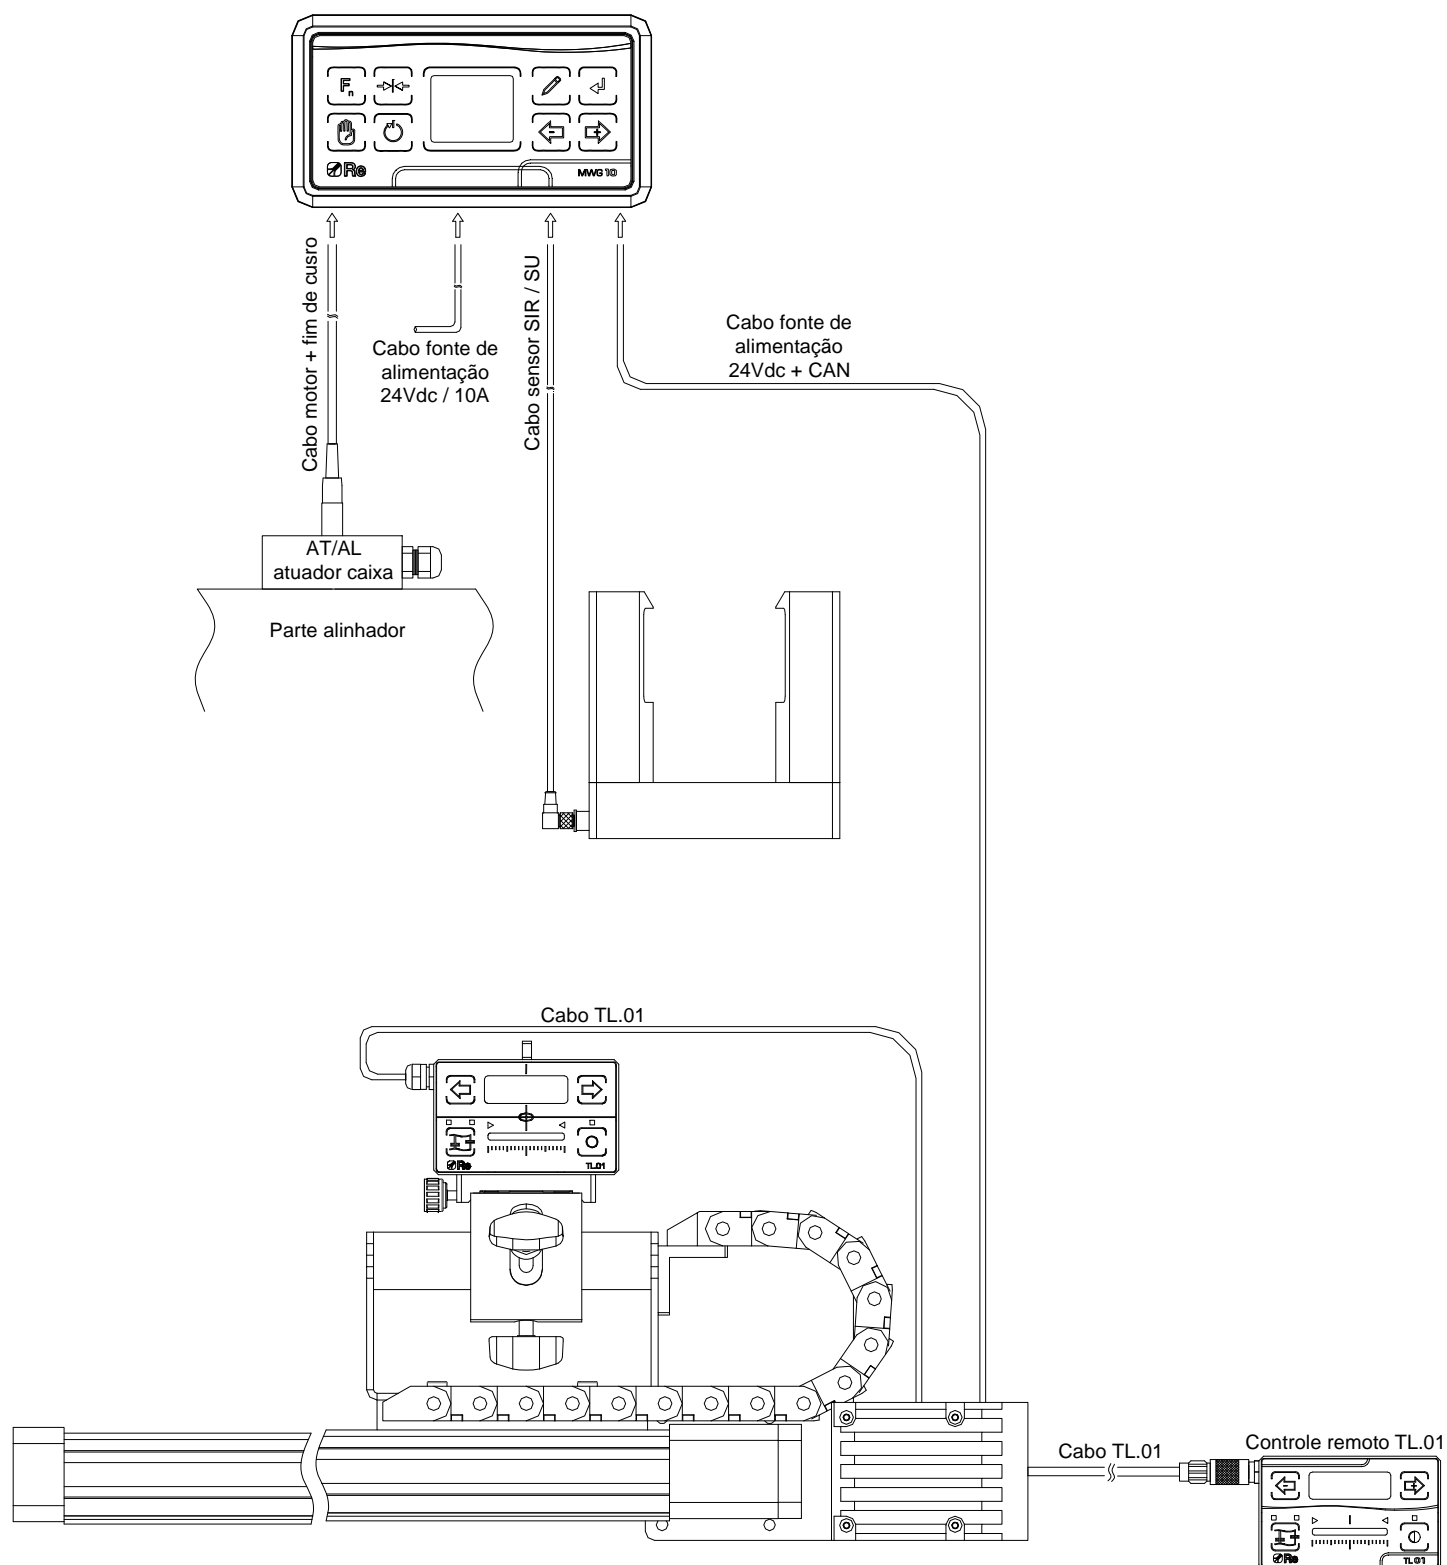 Fn
Re
MWG 10
Cabo motor + fim de cusro
Cabo fonte de
alimentação
24Vdc / 10A
Cabo sensor SIR / SU
Cabo fonte de
alimentação
24Vdc + CAN
AT/AL
atuador caixa
Parte alinhador
Cabo TL.01
Re
TL.01
Cabo TL.01
Controle remoto TL.01
Re
TL 01